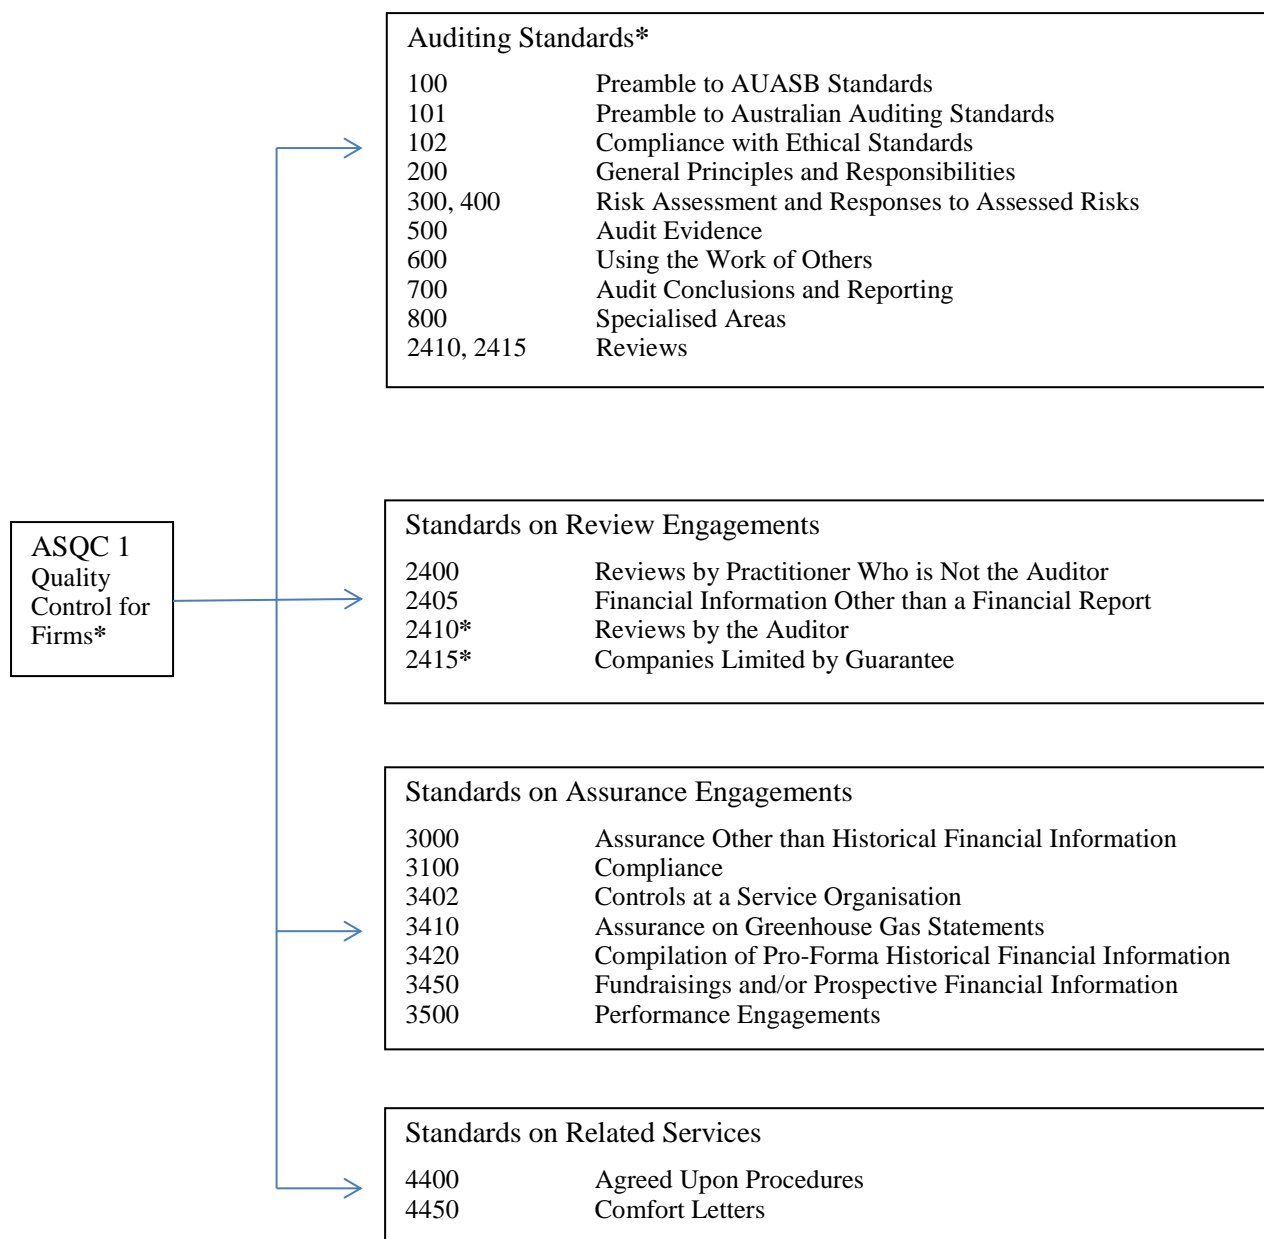 Auditing Standards*
100 Preamble to AUASB Standards
101 Preamble to Australian Auditing Standards
102 Compliance with Ethical Standards
200 General Principles and Responsibilities
300, 400 Risk Assessment and Responses to Assessed Risks
500 Audit Evidence
600 Using the Work of Others
700 Audit Conclusions and Reporting
800 Specialised Areas
2410, 2415 Reviews
ASQC 1
Quality
Control for
Firms*
Standards on Review Engagements
2400 Reviews by Practitioner Who is Not the Auditor
2405 Financial Information Other than a Financial Report
2410* Reviews by the Auditor
2415* Companies Limited by Guarantee
Standards on Assurance Engagements
3000 Assurance Other than Historical Financial Information
3100 Compliance
3402 Controls at a Service Organisation
3410 Assurance on Greenhouse Gas Statements
3420 Compilation of Pro-Forma Historical Financial Information
3450 Fundraisings and/or Prospective Financial Information
3500 Performance Engagements
Standards on Related Services
4400 Agreed Upon Procedures
4450 Comfort Letters